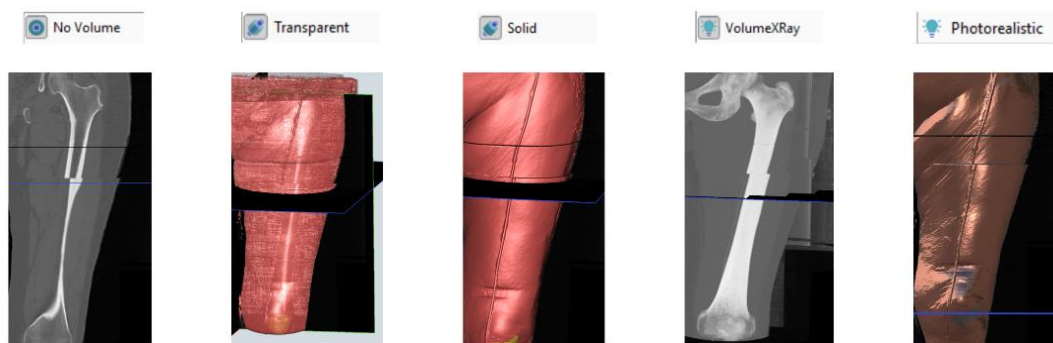 No Volume
Transparent
Solid
VolumeXRay
Photorealistic